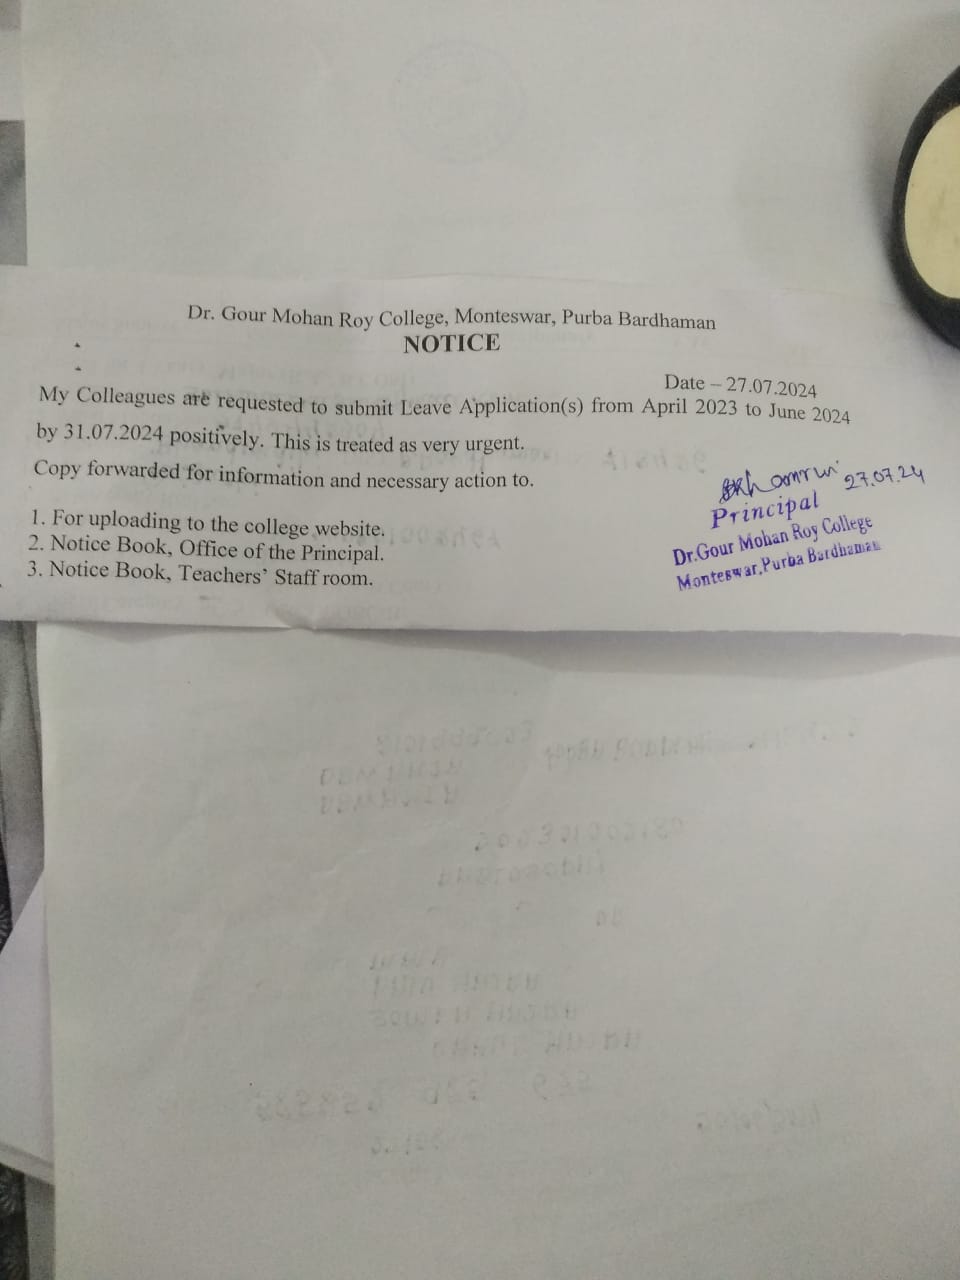 Dr. Gour Mohan Roy College, Monteswar, Purba Bardhaman
NOTICE
Date – 27.07.2024
My Colleagues are requested to submit Leave Application(s) from April 2023 to June 2024
by 31.07.2024 positively. This is treated as very urgent.
Copy forwarded for information and necessary action to.
1. For uploading to the college website.
2. Notice Book, Office of the Principal.
3. Notice Book, Teachers’ Staff room.
27.07.24
Principal
Dr.Gour Mohan Roy College
Monteswar,Purba Bardhaman